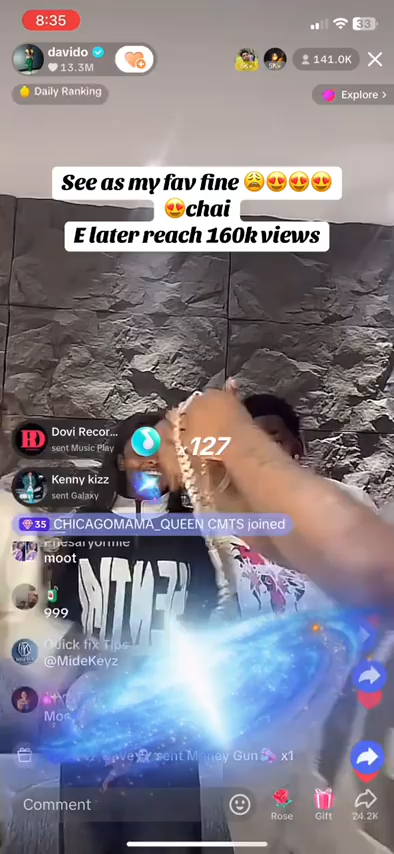 8:35
33
davido
13.3M
5K+
5K+
141.0K
Daily Ranking
Explore >
See as my fav fine 😩😍😍😍
😍chai
E later reach 160k views
Dovi Recor...
sent Music Play
127
Kenny kizz
sent Galaxy
35 CHICAGOMAMA_QUEEN CMTS joined
moot
999
Quick fix Tips
@MideKeyz
sent Money Gun x1
Comment
Rose
Gift
24.2K